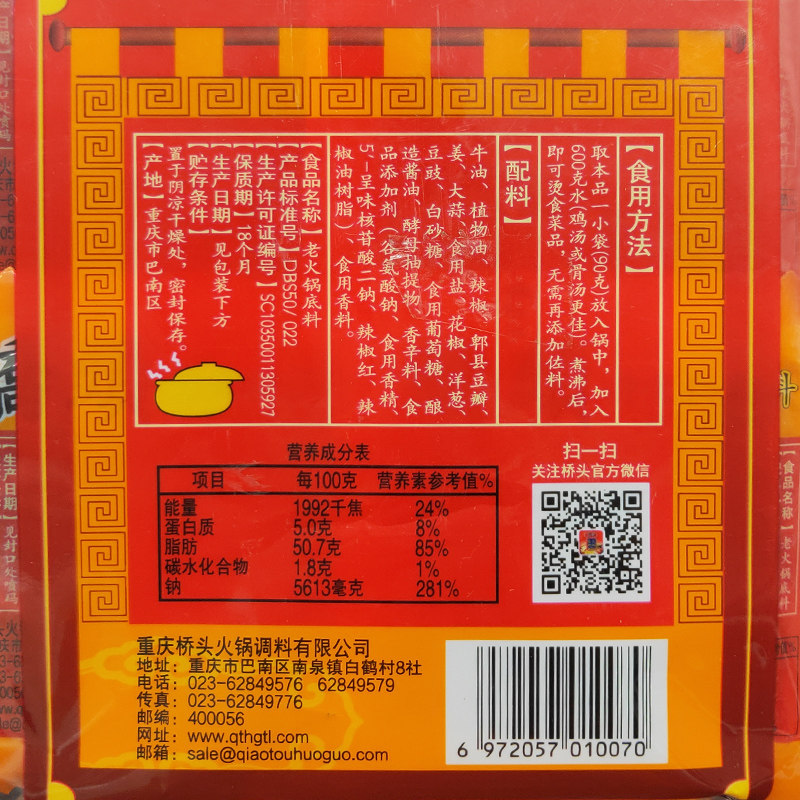 【食用方法】
取本品一小袋(90克)放入锅中，加入
600克水(鸡汤或骨汤更佳)。煮沸后，
即可烫食菜品，无需再添加佐料。
【配料】
牛油、植物油、辣椒、郫县豆瓣、
姜、大蒜、食用盐、花椒、洋葱、
豆豉、白砂糖、食用葡萄糖、酿
造酱油、酵母抽提物、香辛料、食
品添加剂（谷氨酸钠、食用香精、
5-呈味核苷酸二钠、辣椒红、辣
椒油树脂）、食用香料。
【食品名称】老火锅底料
【产品标准号】DBS50/ 022
【生产许可证编号】SC10350011305927
【保质期】18个月
【生产日期】见包装下方
【贮存条件】
置于阴凉干燥处，密封保存。
【产地】重庆市巴南区
营养成分表
项目 每100克 营养素参考值%
能量 1992千焦 24%
蛋白质 5.0克 8%
脂肪 50.7克 85%
碳水化合物 1.8克 1%
钠 5613毫克 281%
扫一扫
关注桥头官方微信
重庆桥头火锅调料有限公司
地址：重庆市巴南区南泉镇白鹤村8社
电话：023-62849576 62849579
传真：023-62849776
邮编：400056
网址：www.qthgtl.com
邮箱：sale@qiaotouhuoguo.com
6 972057 010070